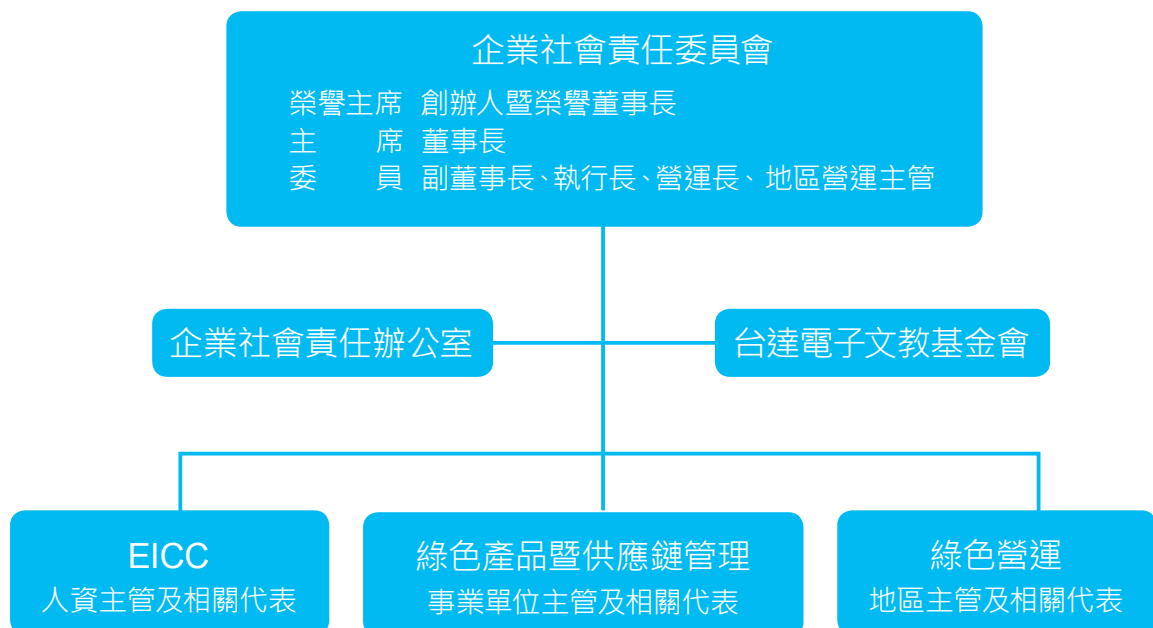 企業社會責任委員會
榮譽主席 創辦人暨榮譽董事長
主席 董事長
委員 副董事長、執行長、營運長、地區營運主管
企業社會責任辦公室
台達電子文教基金會
EICC
人資主管及相關代表
綠色產品暨供應鏈管理
事業單位主管及相關代表
綠色營運
地區主管及相關代表